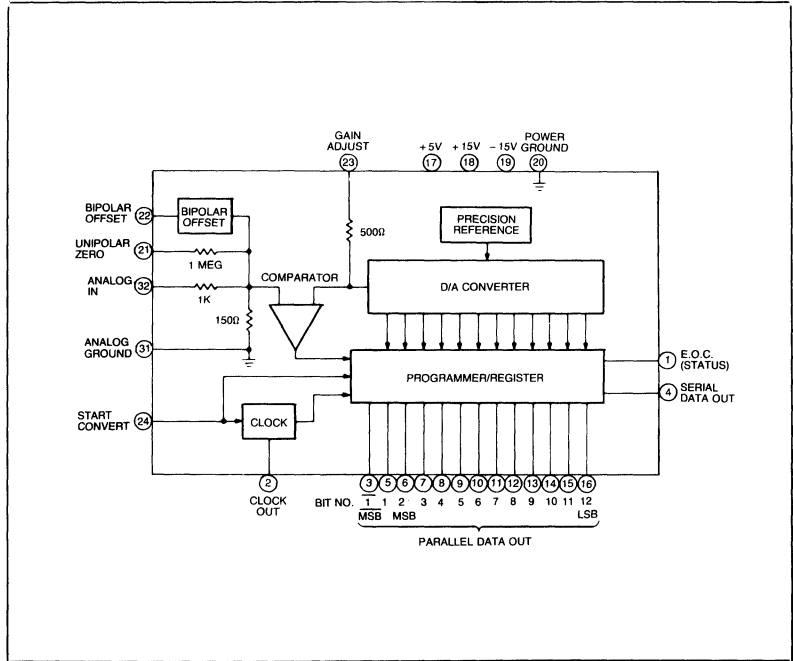 GAIN
ADJUST
23
+5V
17
+15V
18
-15V
19
POWER
GROUND
20
BIPOLAR
OFFSET
22
BIPOLAR
OFFSET
500Ω
PRECISION
REFERENCE
UNIPOLAR
ZERO
21
1 MEG
ANALOG
IN
32
1K
COMPARATOR
D/A CONVERTER
150Ω
ANALOG
GROUND
31
PROGRAMMER/REGISTER
1
E.O.C.
(STATUS)
4
SERIAL
DATA OUT
START
CONVERT
24
CLOCK
2
CLOCK
OUT
3 5 6 7 8 9 10 11 12 13 14 15 16
BIT NO. 1 1 2 3 4 5 6 7 8 9 10 11 12
MSB MSB LSB
PARALLEL DATA OUT